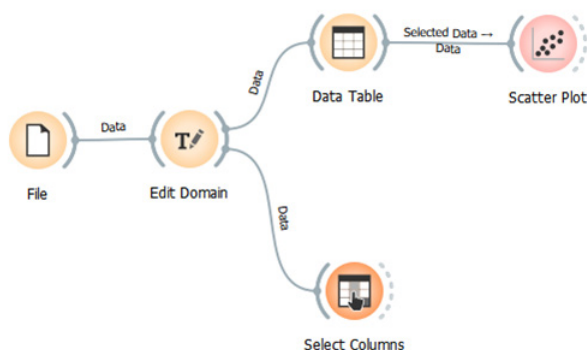 Selected Data →
Data
Data Table
Scatter Plot
Data
Data
File
Edit Domain
Data
Select Columns